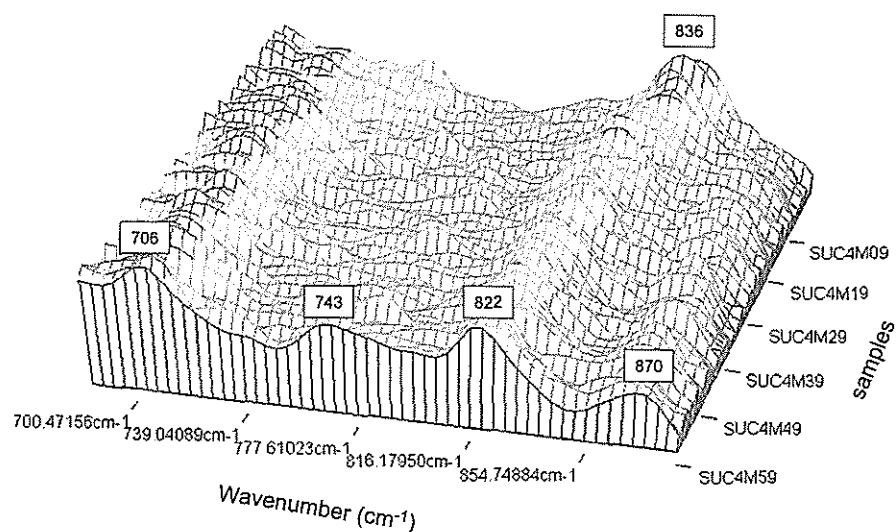 836
706
743
822
870
SUC4M09
SUC4M19
SUC4M29
SUC4M39
SUC4M49
SUC4M59
samples
700.47156cm-1
739.04089cm-1
777.61023cm-1
816.17950cm-1
854.74884cm-1
Wavenumber (cm⁻¹)